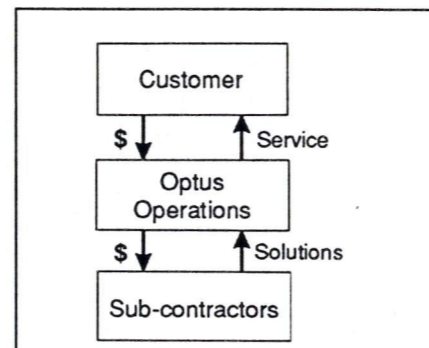 Customer
$ Service
Optus
Operations
$ Solutions
Sub-contractors